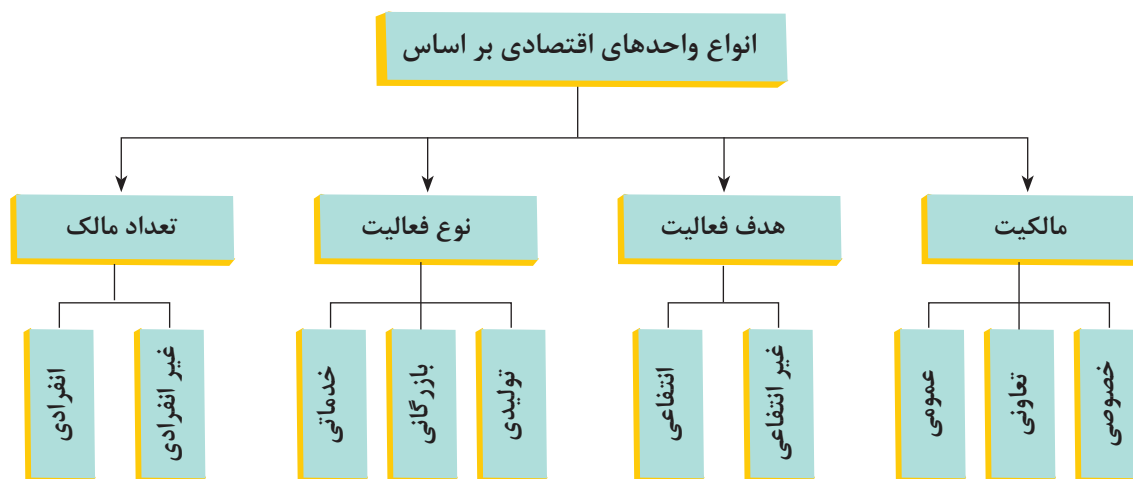 انواع واحدهای اقتصادی بر اساس
مالکیت
هدف فعالیت
نوع فعالیت
تعداد مالک
خصوصی
تعاونی
عمومی
غیر انتفاعی
انتفاعی
تولیدی
بازرگانی
خدماتی
غیر انفرادی
انفرادی